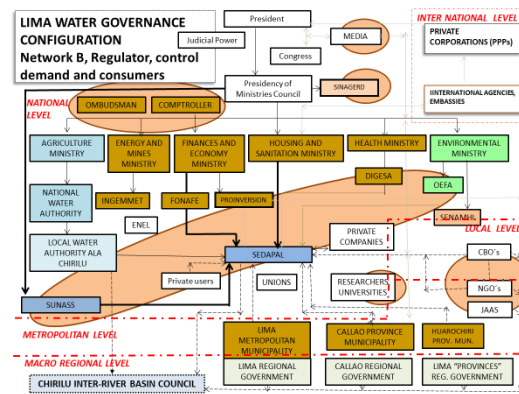 LIMA WATER GOVERNANCE
CONFIGURATION
Network B, Regulator, control
demand and consumers
President
Judicial Power
Congress
MEDIA
INTER NATIONAL LEVEL
PRIVATE
CORPORATIONS (PPPs)
Presidency of
Ministries Council
SINAGERD
IINTERNATIONAL AGENCIES,
EMBASSIES
NATIONAL
LEVEL
OMBUDSMAN
COMPTROLLER
AGRICULTURE
MINISTRY
ENERGY AND
MINES MINISTRY
FINANCES AND
ECONOMY MINISTRY
HOUSING AND
SANITATION MINISTRY
HEALTH MINISTRY
ENVIRONMENTAL
MINISTRY
NATIONAL
WATER
AUTHORITY
INGEMMET
FONAFE
PROINVERSION
DIGESA
OEFA
SENAMHI
LOCAL LEVEL
LOCAL WATER
AUTHORITY ALA
CHIRILU
ENEL
SEDAPAL
PRIVATE
COMPANIES
CBO´s
Private users
UNIONS
RESEARCHERS
UNIVERSITIES
NGO´s
JAAS
SUNASS
METROPOLITAN LEVEL
LIMA
METROPOLITAN
MUNICIPALITY
CALLAO PROVINCE
MUNICIPALITY
HUAROCHIRI
PROV. MUN.
MACRO REGIONAL LEVEL
LIMA REGIONAL
GOVERNMENT
CALLAO REGIONAL
GOVERNMENT
LIMA "PROVINCES"
REG. GOVERNMENT
CHIRILU INTER-RIVER BASIN COUNCIL